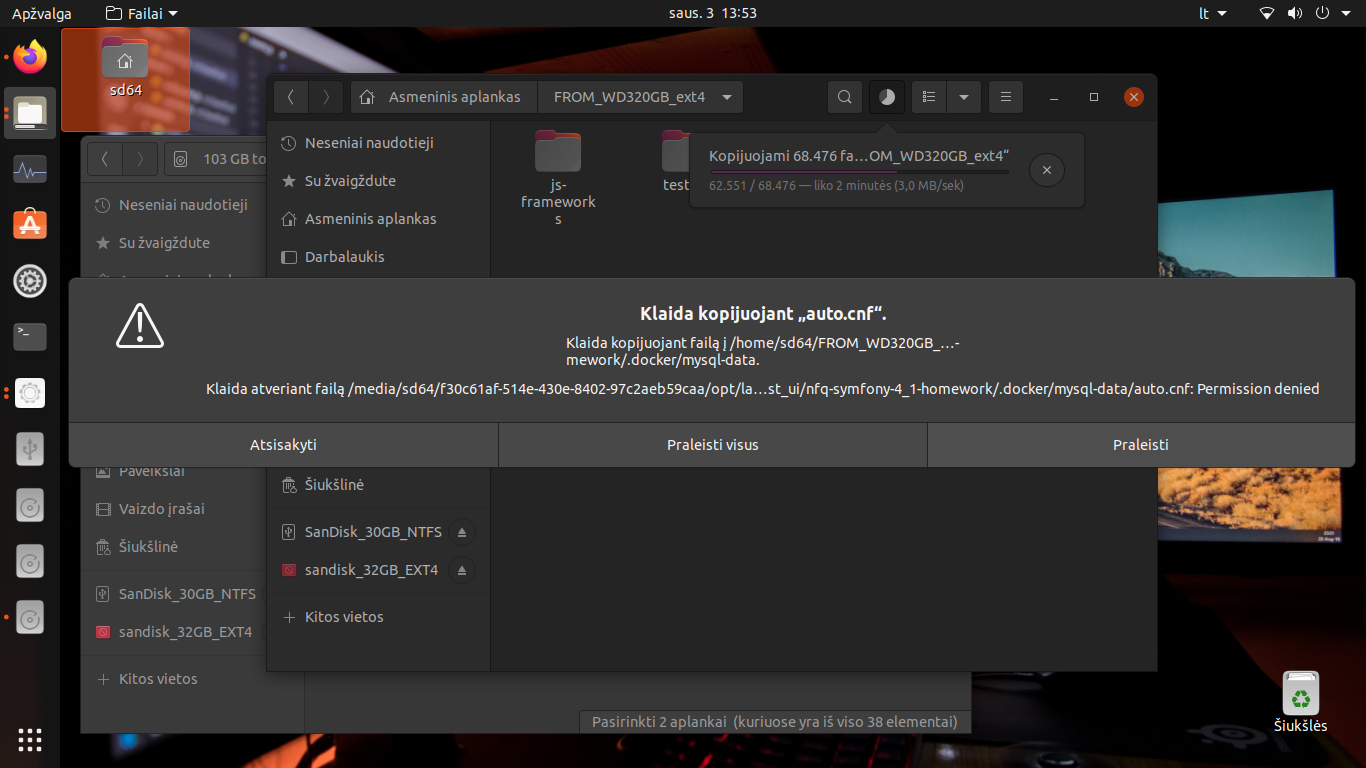 Apžvalga
Failai
saus. 3 13:53
lt
sd64
Asmeninis aplankas
FROM_WD320GB_ext4
Neseniai naudotieji
Su žvaigždute
Asmeninis aplankas
Darbalaukis
js-
framework
s
test
Kopijuojami 68.476 fa…OM_WD320GB_ext4“
62.551 / 68.476 — liko 2 minutės (3,0 MB/sek)
103 GB to
Neseniai naudotieji
Su žvaigždute
Klaida kopijuojant „auto.cnf“.
Klaida kopijuojant failą į /home/sd64/FROM_WD320GB_…-
mework/.docker/mysql-data.
Klaida atveriant failą /media/sd64/f30c61af-514e-430e-8402-97c2aeb59caa/opt/la…st_ui/nfq-symfony-4_1-homework/.docker/mysql-data/auto.cnf: Permission denied
Atsisakyti
Praleisti visus
Praleisti
Šiukšlinė
SanDisk_30GB_NTFS
sandisk_32GB_EXT4
Kitos vietos
Paveikslai
Vaizdo įrašai
Šiukšlinė
SanDisk_30GB_NTFS
sandisk_32GB_EXT4
Kitos vietos
Pasirinkti 2 aplankai (kuriuose yra iš viso 38 elementai)
Šiukšlės